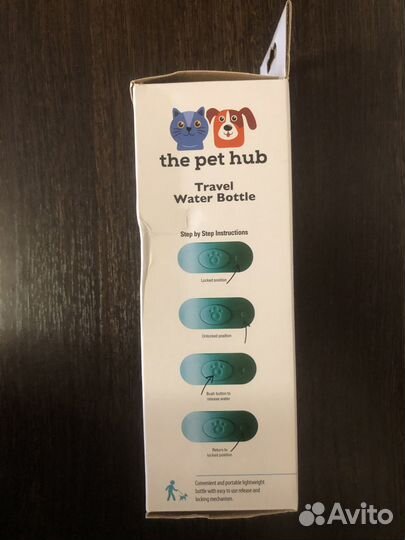 the pet hub
Travel
Water Bottle
Step by Step Instructions
Locked position
Unlocked position
Push button to
release water
Return to
locked position
Convenient and portable lightweight
bottle with easy to use release and
locking mechanism.
Avito